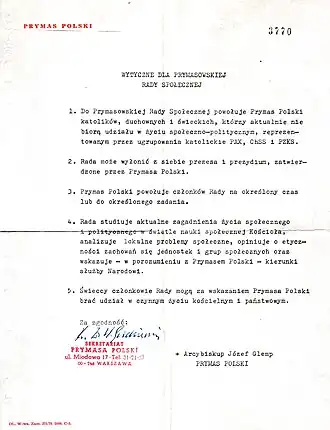 PRYMAS POLSKI
3770
WYTYCZNE DLA PRYMASOWSKIEJ
RADY SPOŁECZNEJ
1. Do Prymasowskiej Rady Społecznej powołuje Prymas Polski
katolików, duchownych i świeckich, którzy aktualnie nie
biorą udziału w życiu społeczno-politycznym, reprezen-
towanym przez ugrupowania katolickie PAX, ChSS i PZKS.
2. Rada może wyłonić z siebie prezesa i prezydium, zatwier-
dzone przez Prymasa Polski.
3. Prymas Polski powołuje członków Rady na określony czas
lub do określonego zadania.
4. Rada studiuje aktualne zagadnienia życia społecznego
i politycznego w świetle nauki społecznej Kościoła,
analizuje lokalne problemy społeczne, opiniuje o etycz-
ności zachowań się jednostek i grup społecznych oraz
wskazuje - w porozumieniu z Prymasem Polski - kierunki
służby Narodowi.
5. Świeccy członkowie Rady mogą za wskazaniem Prymasa Polski
brać udział w czynnym życiu kościelnym i państwowym.
Za zgodność:
SEKRETARIAT
PRYMASA POLSKI
ul. Miodowa 17 - Tel.
WARSZAWA
+ Arcybiskup Józef Glemp
PRYMAS POLSKI